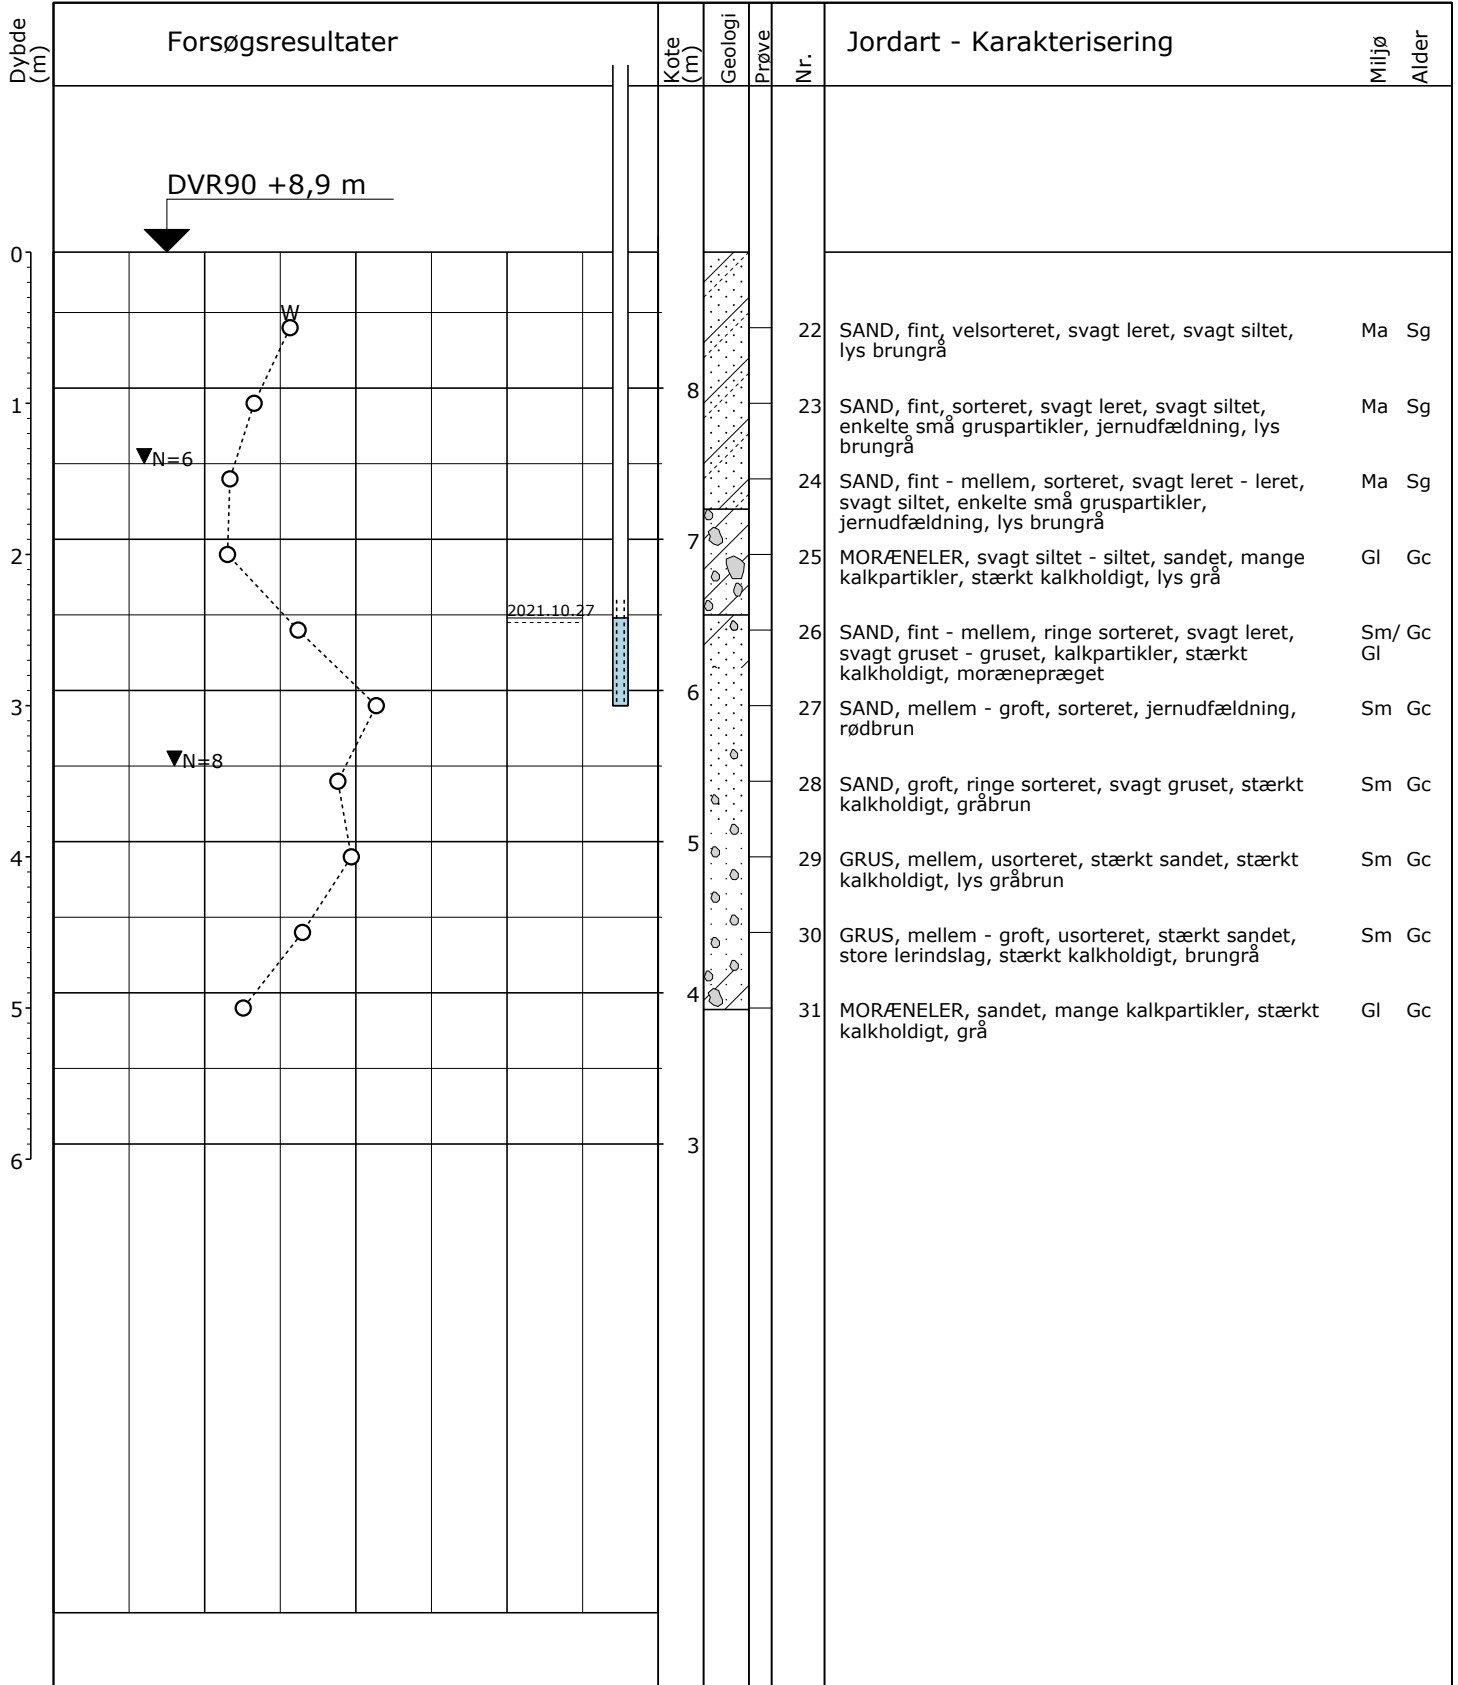 Dybde
(m)
Forsøgsresultater
Kote
(m)
Geologi
Prøve
Nr.
Jordart - Karakterisering
Miljø
Alder
DVR90 +8,9 m
0
W
22 SAND, fint, velsorteret, svagt leret, svagt siltet, Ma Sg
lys brungrå
8
1
23 SAND, fint, sorteret, svagt leret, svagt siltet, Ma Sg
enkelte små gruspartikler, jernudfældning, lys
brungrå
N=6
24 SAND, fint - mellem, sorteret, svagt leret - leret, Ma Sg
svagt siltet, enkelte små gruspartikler,
jernudfældning, lys brungrå
7
2
25 MORÆNELER, svagt siltet - siltet, sandet, mange Gl Gc
kalkpartikler, stærkt kalkholdigt, lys grå
2021.10.27
26 SAND, fint - mellem, ringe sorteret, svagt leret, Sm/ Gc
svagt gruset - gruset, kalkpartikler, stærkt Gl
kalkholdigt, morænepræget
6
3
27 SAND, mellem - groft, sorteret, jernudfældning, Sm Gc
rødbrun
N=8
28 SAND, groft, ringe sorteret, svagt gruset, stærkt Sm Gc
kalkholdigt, gråbrun
5
4
29 GRUS, mellem, usorteret, stærkt sandet, stærkt Sm Gc
kalkholdigt, lys gråbrun
30 GRUS, mellem - groft, usorteret, stærkt sandet, Sm Gc
store lerindslag, stærkt kalkholdigt, brungrå
4
5
31 MORÆNELER, sandet, mange kalkpartikler, stærkt Gl Gc
kalkholdigt, grå
3
6